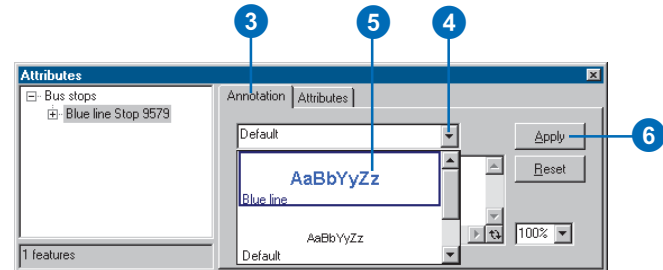 3 5 4
Attributes
Bus stops
Blue line Stop 9579
1 features
Annotation Attributes
Default
AaBbYyZz
Blue line
AaBbYyZz
Default
Apply
6
Reset
100%